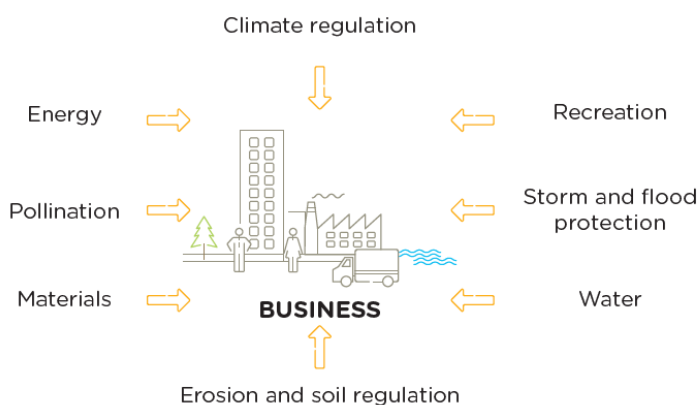 Climate regulation
Energy
Recreation
Pollination
Storm and flood
protection
Materials
Water
BUSINESS
Erosion and soil regulation